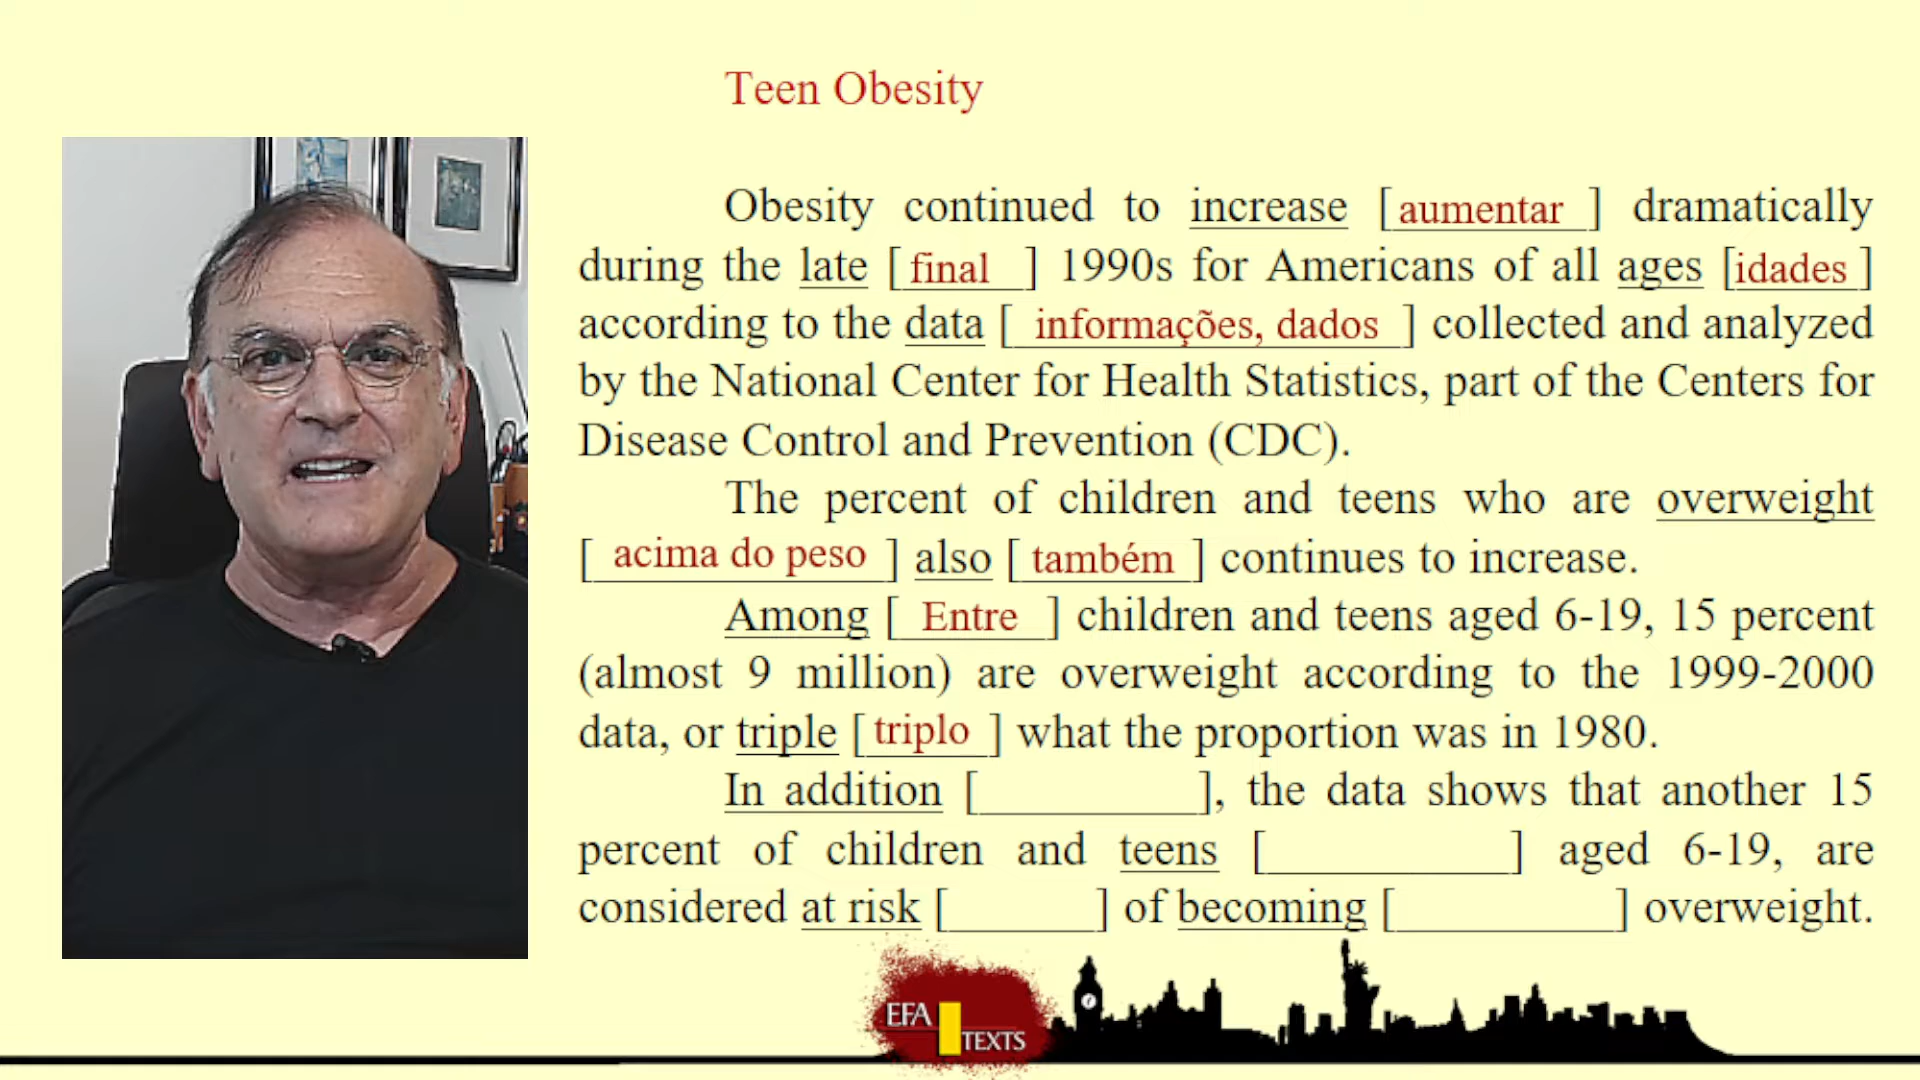 Teen Obesity
Obesity continued to increase [aumentar] dramatically
during the late [final] 1990s for Americans of all ages [idades]
according to the data [informações, dados] collected and analyzed
by the National Center for Health Statistics, part of the Centers for
Disease Control and Prevention (CDC).
The percent of children and teens who are overweight
[acima do peso] also [também] continues to increase.
Among [Entre] children and teens aged 6-19, 15 percent
(almost 9 million) are overweight according to the 1999-2000
data, or triple [triplo] what the proportion was in 1980.
In addition [__________], the data shows that another 15
percent of children and teens [___________] aged 6-19, are
considered at risk [_______] of becoming [__________] overweight.
EFA
TEXTS